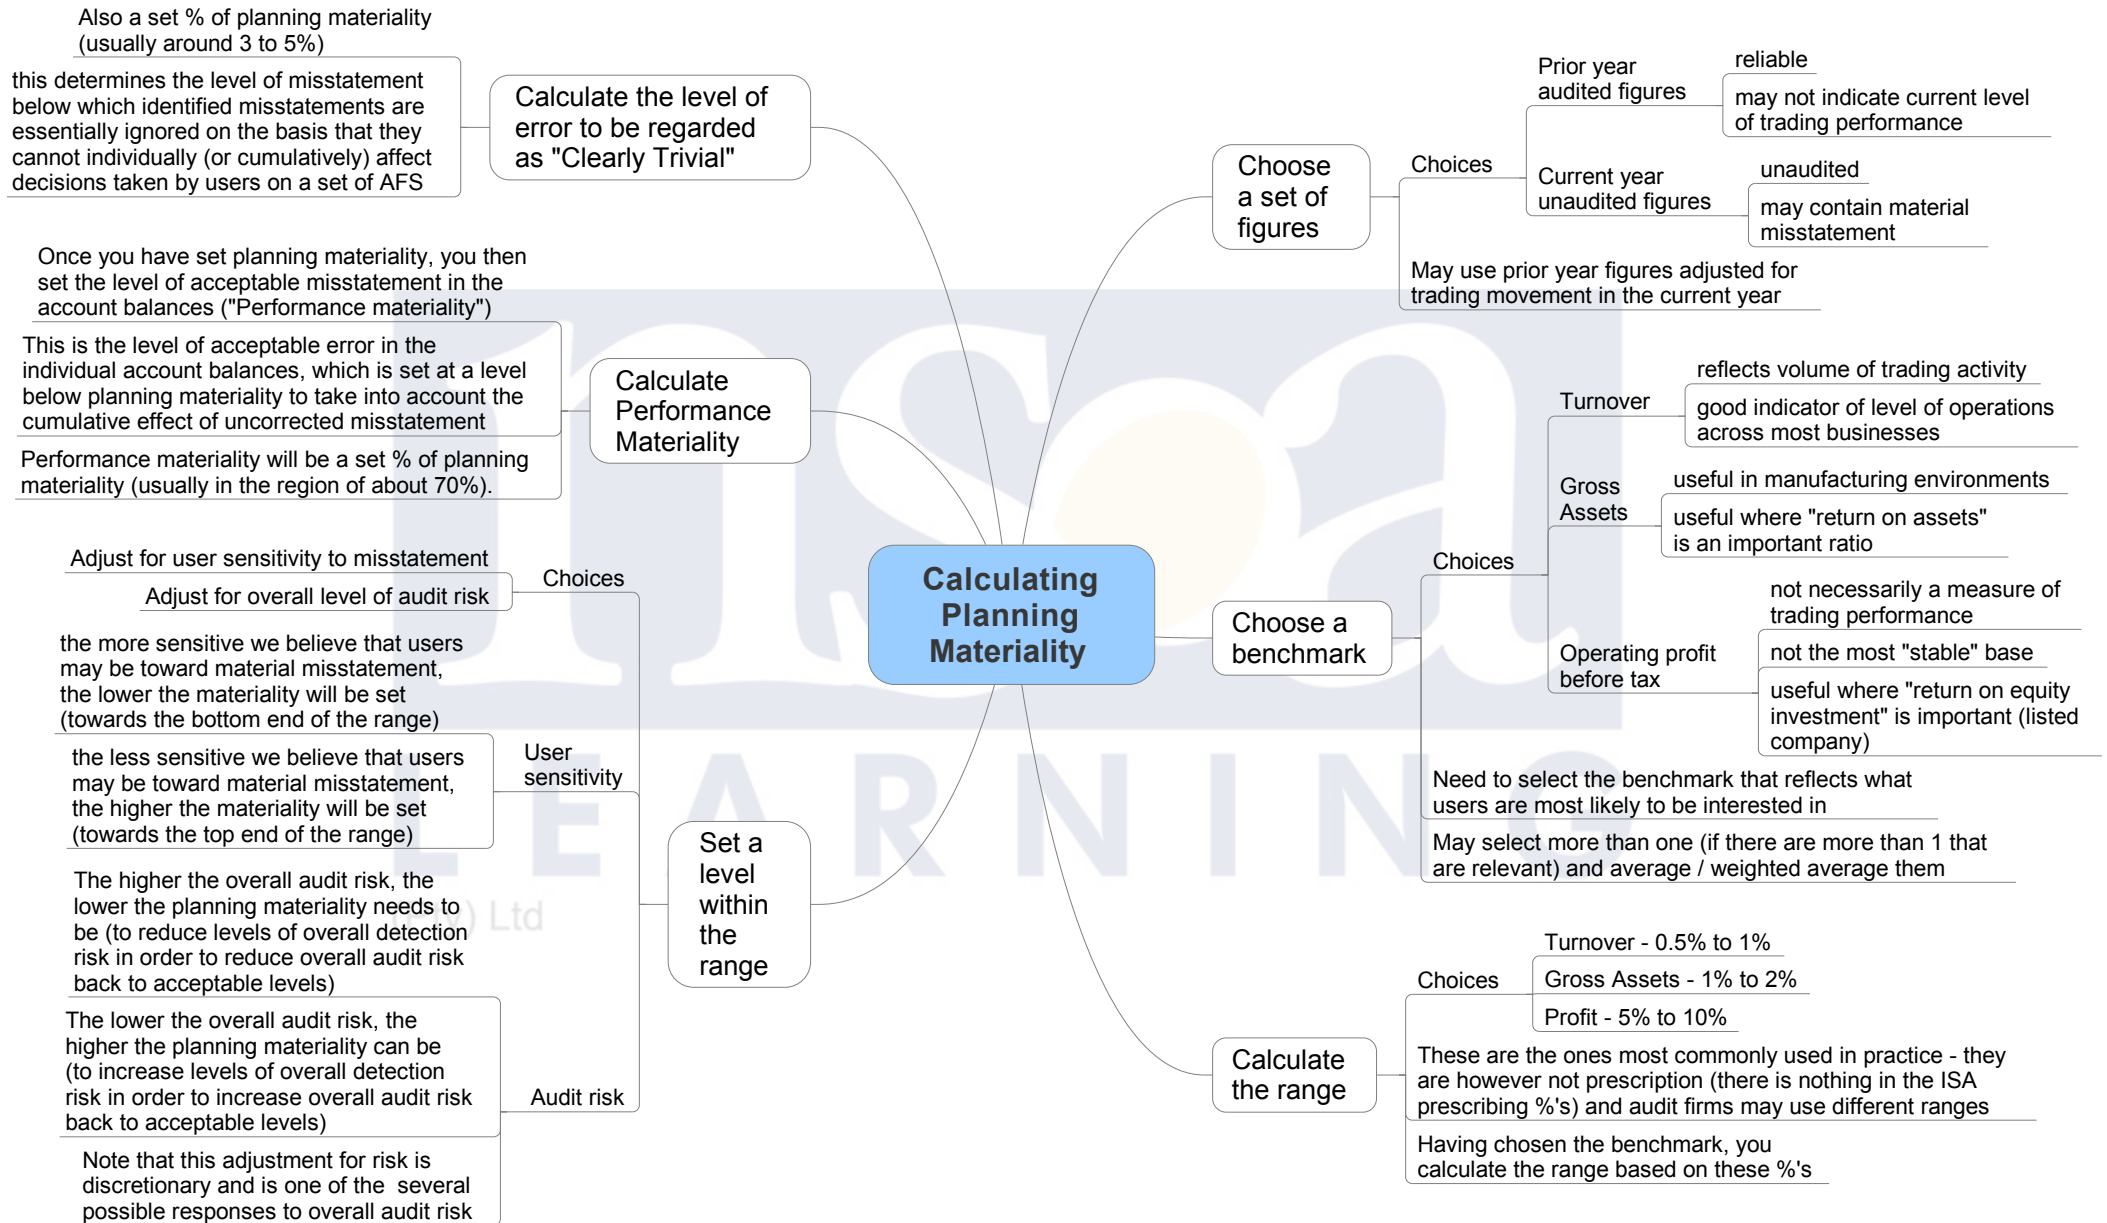 Calculating
Planning
Materiality
Choose
a set of
figures
Choices
Prior year
audited figures
reliable
may not indicate current level
of trading performance
Current year
unaudited figures
unaudited
may contain material
misstatement
May use prior year figures adjusted for
trading movement in the current year
Choose a
benchmark
Choices
Turnover
reflects volume of trading activity
good indicator of level of operations
across most businesses
Gross
Assets
useful in manufacturing environments
useful where "return on assets"
is an important ratio
Operating profit
before tax
not necessarily a measure of
trading performance
not the most "stable" base
useful where "return on equity
investment" is important (listed
company)
Need to select the benchmark that reflects what
users are most likely to be interested in
May select more than one (if there are more than 1 that
are relevant) and average / weighted average them
Calculate
the range
Choices
Turnover - 0.5% to 1%
Gross Assets - 1% to 2%
Profit - 5% to 10%
These are the ones most commonly used in practice - they
are however not prescription (there is nothing in the ISA
prescribing %'s) and audit firms may use different ranges
Having chosen the benchmark, you
calculate the range based on these %'s
Set a
level
within
the
range
Choices
Adjust for user sensitivity to misstatement
Adjust for overall level of audit risk
User
sensitivity
the more sensitive we believe that users
may be toward material misstatement,
the lower the materiality will be set
(towards the bottom end of the range)
the less sensitive we believe that users
may be toward material misstatement,
the higher the materiality will be set
(towards the top end of the range)
Audit risk
The higher the overall audit risk, the
lower the planning materiality needs to
be (to reduce levels of overall detection
risk in order to reduce overall audit risk
back to acceptable levels)
The lower the overall audit risk, the
higher the planning materiality can be
(to increase levels of overall detection
risk in order to increase overall audit risk
back to acceptable levels)
Note that this adjustment for risk is
discretionary and is one of the several
possible responses to overall audit risk
Calculate
Performance
Materiality
Once you have set planning materiality, you then
set the level of acceptable misstatement in the
account balances ("Performance materiality")
This is the level of acceptable error in the
individual account balances, which is set at a level
below planning materiality to take into account the
cumulative effect of uncorrected misstatement
Performance materiality will be a set % of planning
materiality (usually in the region of about 70%).
Calculate the level of
error to be regarded
as "Clearly Trivial"
Also a set % of planning materiality
(usually around 3 to 5%)
this determines the level of misstatement
below which identified misstatements are
essentially ignored on the basis that they
cannot individually (or cumulatively) affect
decisions taken by users on a set of AFS
nsoa
LEARNING
(Pty) Ltd